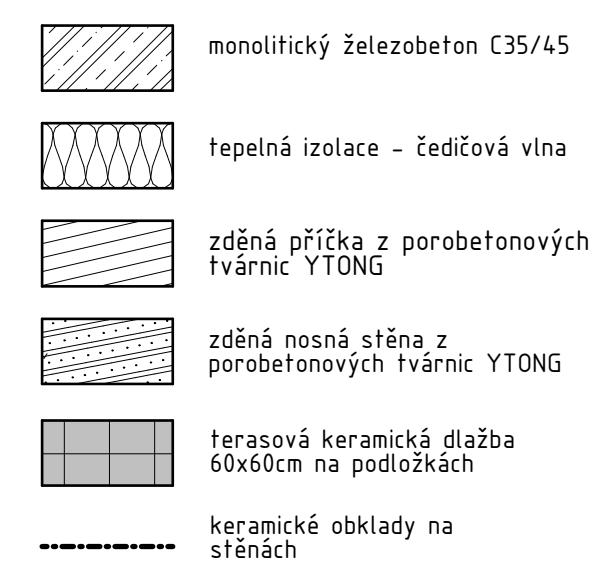 monolitický železobeton C35/45
tepelná izolace - čedičová vlna
zděná příčka z porobetonových
tvárnic YTONG
zděná nosná stěna z
porobetonových tvárnic YTONG
terasová keramická dlažba
60x60cm na podložkách
keramické obklady na
stěnách